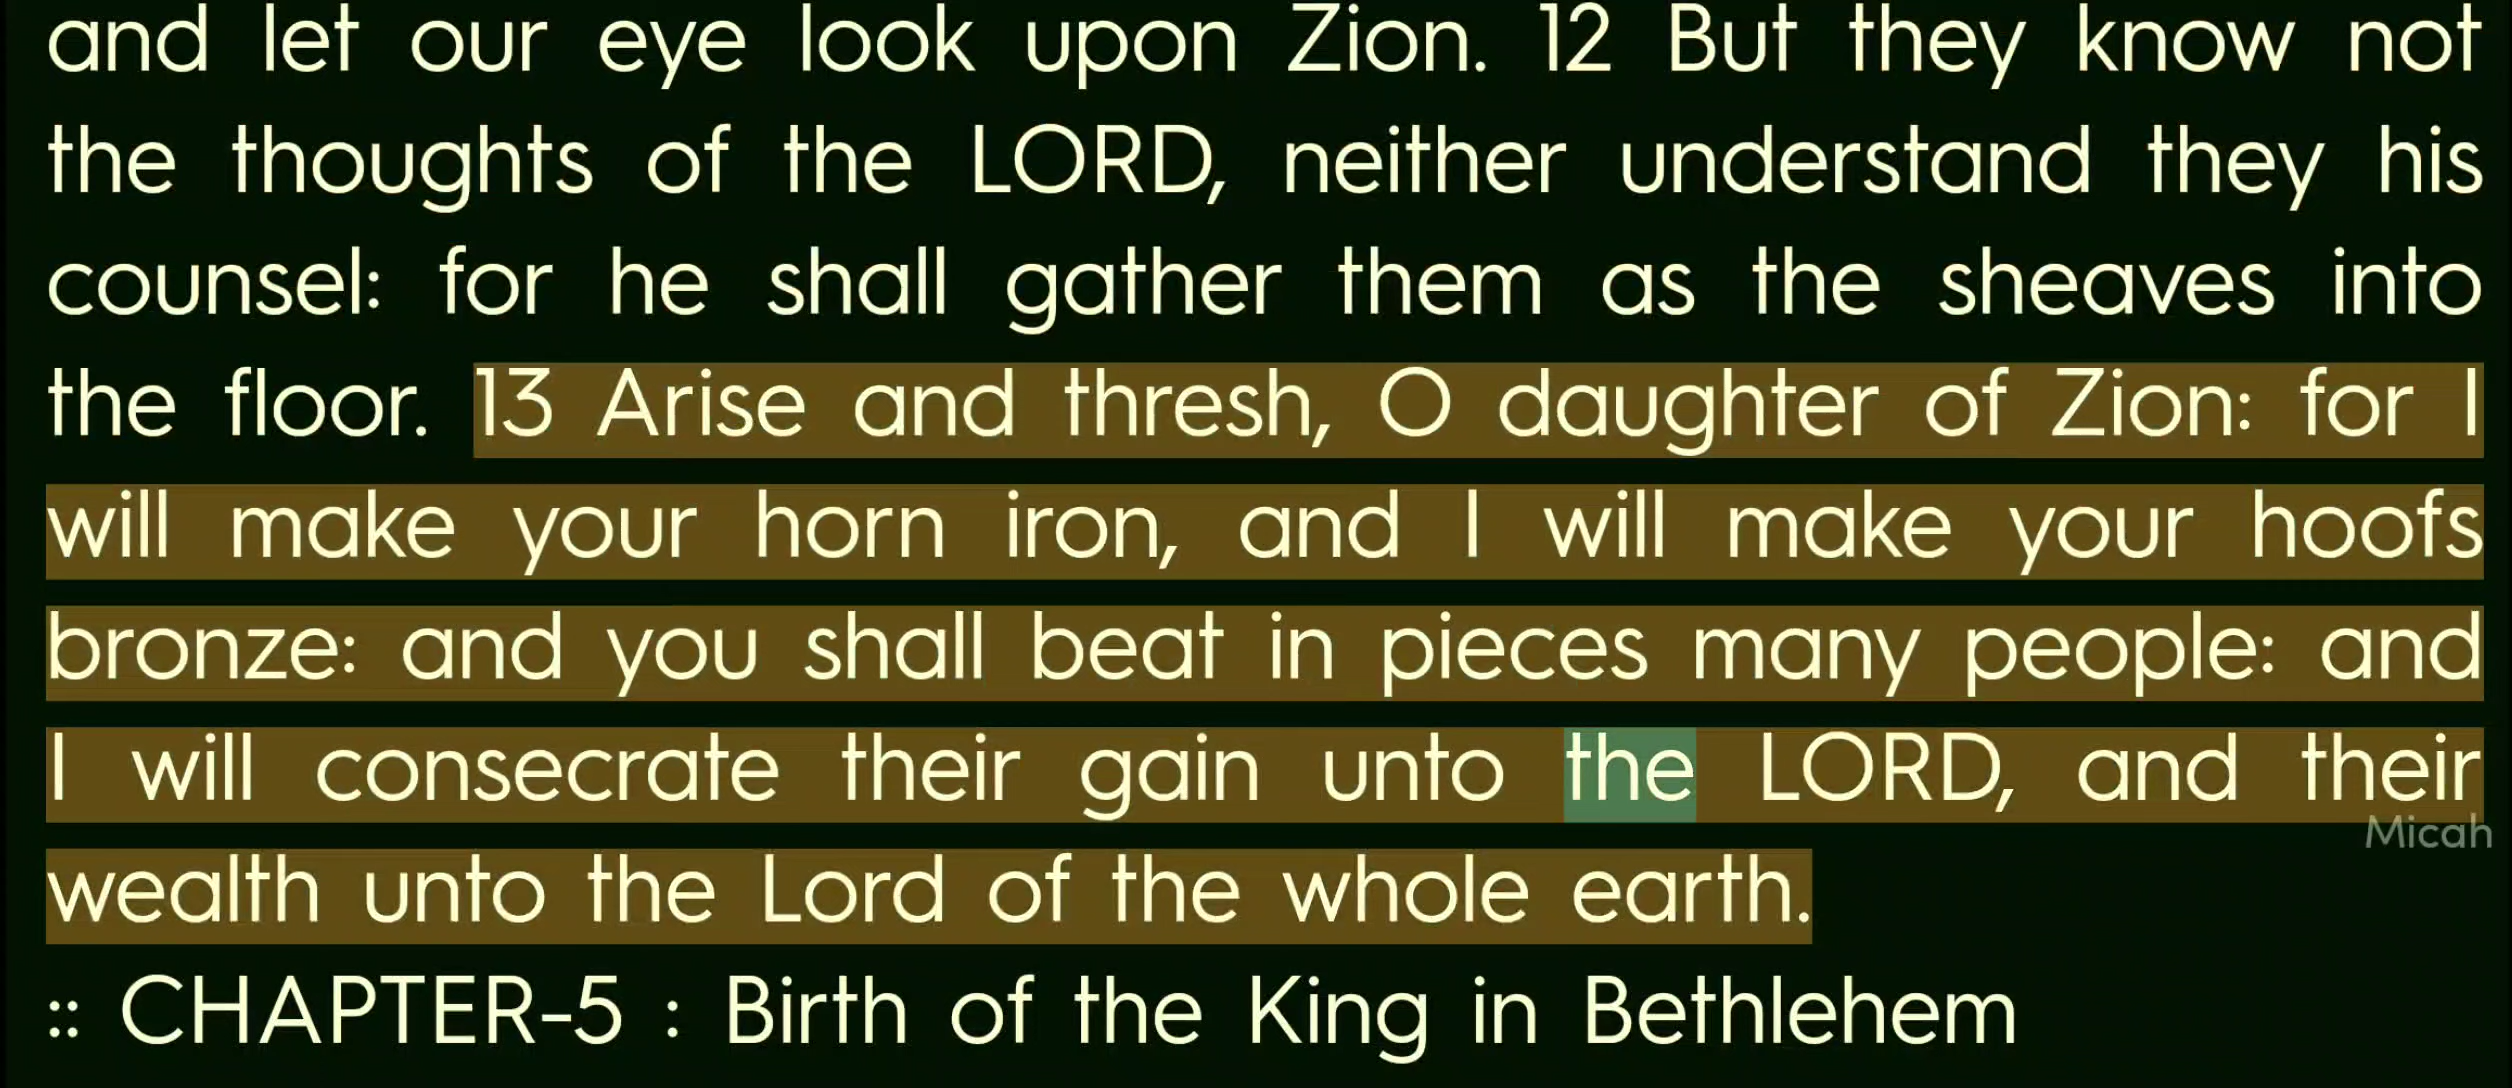 and let our eye look upon Zion. 12 But they know not
the thoughts of the LORD, neither understand they his
counsel: for he shall gather them as the sheaves into
the floor. 13 Arise and thresh, O daughter of Zion: for I
will make your horn iron, and I will make your hoofs
bronze: and you shall beat in pieces many people: and
I will consecrate their gain unto the LORD, and their
Micah
wealth unto the Lord of the whole earth.
:: CHAPTER-5 : Birth of the King in Bethlehem